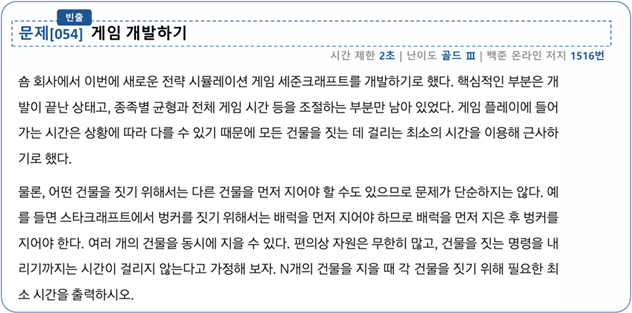 빈출
문제[054] 게임 개발하기
시간 제한 2초 | 난이도 골드 Ⅲ | 백준 온라인 저지 1516번
숌 회사에서 이번에 새로운 전략 시뮬레이션 게임 세준크래프트를 개발하기로 했다. 핵심적인 부분은 개
발이 끝난 상태고, 종족별 균형과 전체 게임 시간 등을 조절하는 부분만 남아 있었다. 게임 플레이에 들어
가는 시간은 상황에 따라 다를 수 있기 때문에 모든 건물을 짓는 데 걸리는 최소의 시간을 이용해 근사하
기로 했다.
물론, 어떤 건물을 짓기 위해서는 다른 건물을 먼저 지어야 할 수도 있으므로 문제가 단순하지는 않다. 예
를 들면 스타크래프트에서 벙커를 짓기 위해서는 배럭을 먼저 지어야 하므로 배럭을 먼저 지은 후 벙커를
지어야 한다. 여러 개의 건물을 동시에 지을 수 있다. 편의상 자원은 무한히 많고, 건물을 짓는 명령을 내
리기까지는 시간이 걸리지 않는다고 가정해 보자. N개의 건물을 지을 때 각 건물을 짓기 위해 필요한 최
소 시간을 출력하시오.